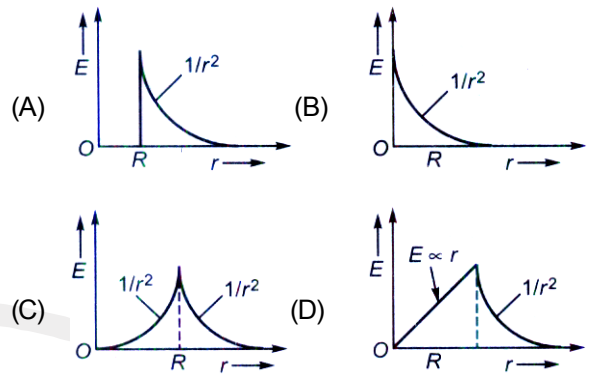 (A) E 1/r² O R r
(B) E 1/r² O R r
(C) E 1/r² 1/r² O R r
(D) E E ∝ r 1/r² O R r